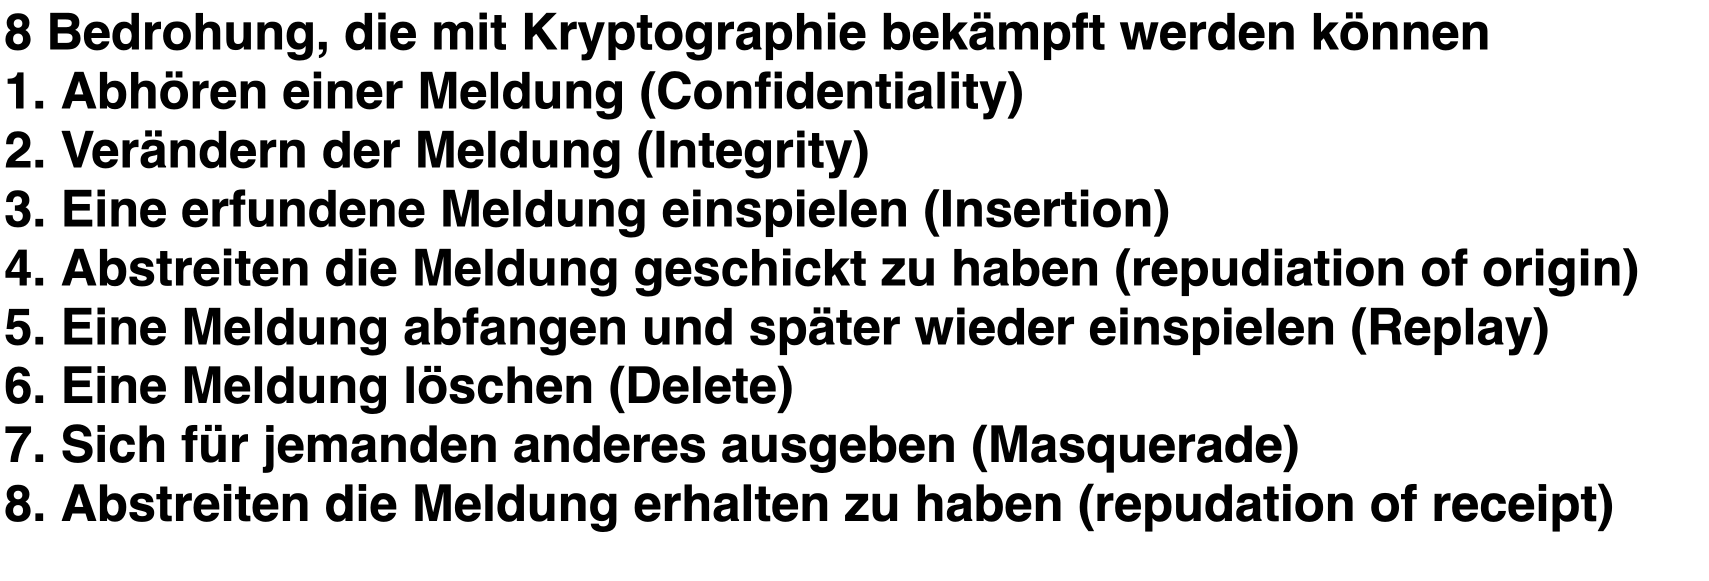 8 Bedrohung, die mit Kryptographie bekämpft werden können
1. Abhören einer Meldung (Confidentiality)
2. Verändern der Meldung (Integrity)
3. Eine erfundene Meldung einspielen (Insertion)
4. Abstreiten die Meldung geschickt zu haben (repudiation of origin)
5. Eine Meldung abfangen und später wieder einspielen (Replay)
6. Eine Meldung löschen (Delete)
7. Sich für jemanden anderes ausgeben (Masquerade)
8. Abstreiten die Meldung erhalten zu haben (repudation of receipt)